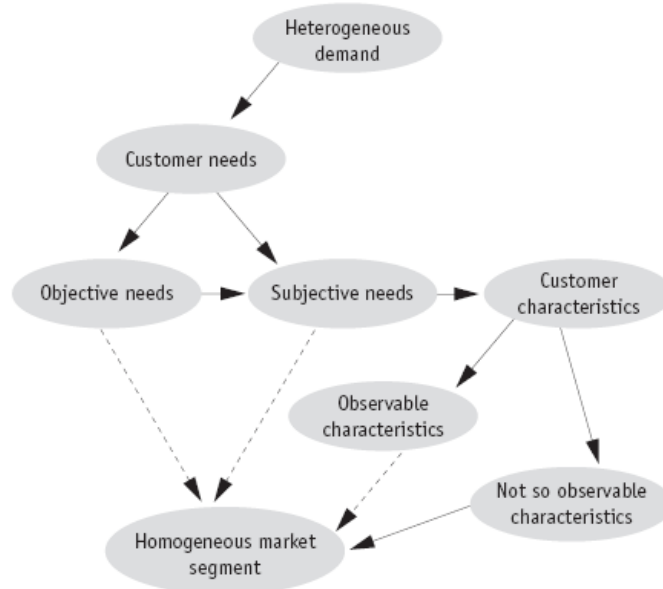 Heterogeneous
demand
Customer needs
Objective needs
Subjective needs
Customer
characteristics
Observable
characteristics
Not so observable
characteristics
Homogeneous market
segment